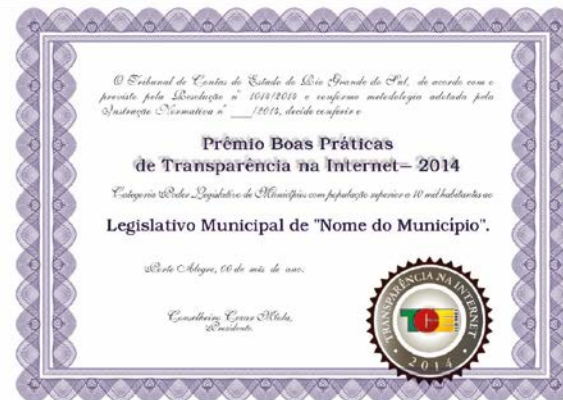 O Tribunal de Contas do Estado do Rio Grande do Sul, de acordo com o
previsto pela Resolução nº 1014/2014 e conforme metodologia adotada pela
Instrução Normativa nº ___/2014, decide conferir o
Prêmio Boas Práticas
de Transparência na Internet– 2014
Categoria Poder Legislativo de Municípios com população superior a 10 mil habitantes ao
Legislativo Municipal de "Nome do Município".
Porto Alegre, 00 de mês de ano.
Conselheiro Cezar Miola,
Presidente.
TRANSPARÊNCIA NA INTERNET
TCE
2014